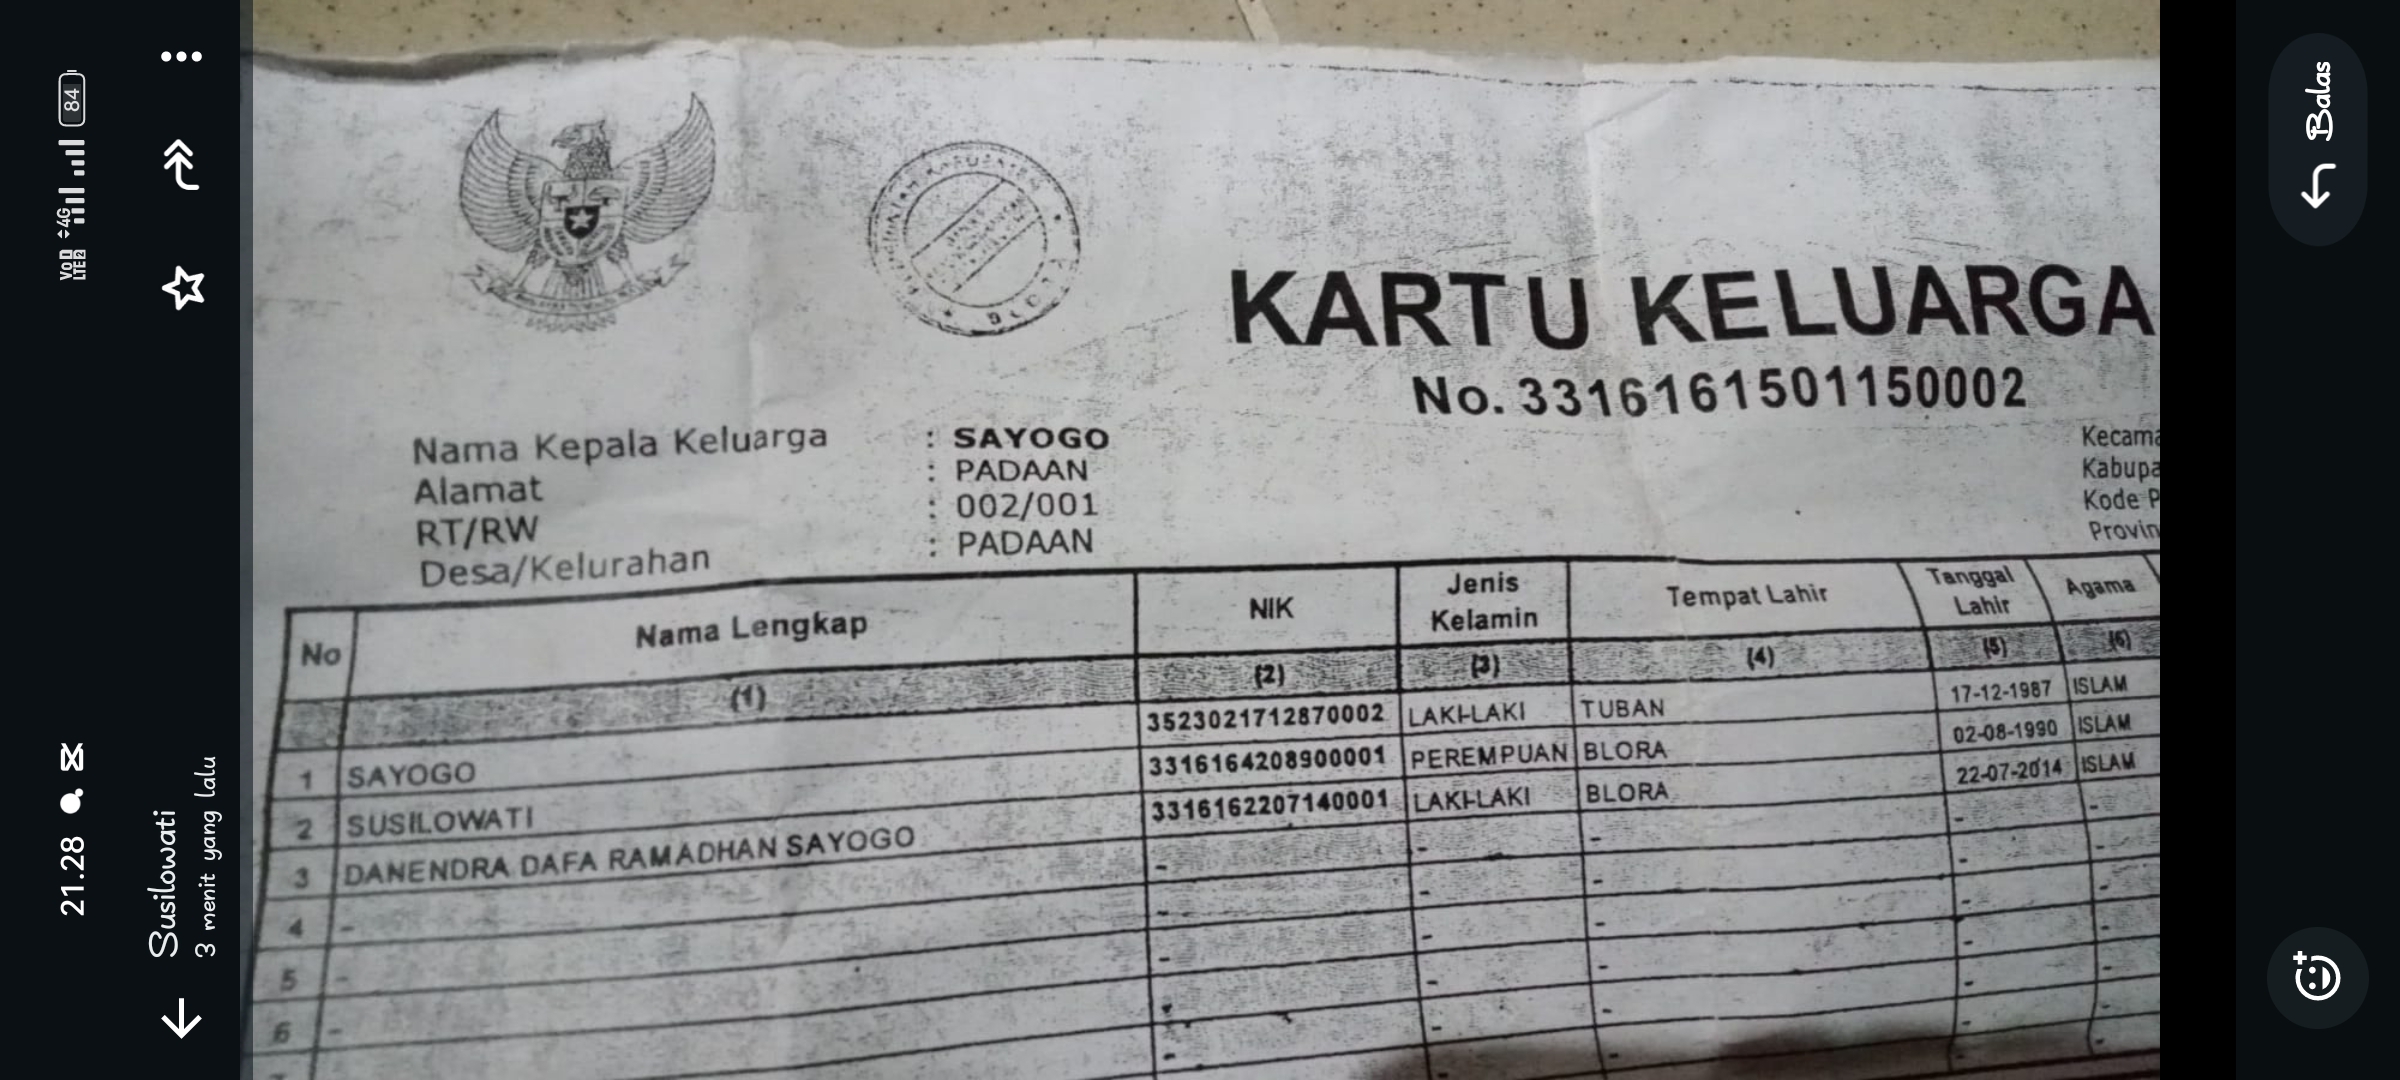 21.28
VoD 4G 84
LTE2
Susilowati
3 menit yang lalu
Balas
BLORA
KARTU KELUARGA
No. 3316161501150002
Nama Kepala Keluarga : SAYOGO
Alamat : PADAAN
RT/RW : 002/001
Desa/Kelurahan : PADAAN
Kecama
Kabupa
Kode P
Provin
No Nama Lengkap NIK Jenis Kelamin Tempat Lahir Tanggal Lahir Agama
(1) (2) (3) (4) (5) (6)
1 SAYOGO 3523021712870002 LAKI-LAKI TUBAN 17-12-1987 ISLAM
2 SUSILOWATI 3316164208900001 PEREMPUAN BLORA 02-08-1990 ISLAM
3 DANENDRA DAFA RAMADHAN SAYOGO 3316162207140001 LAKI-LAKI BLORA 22-07-2014 ISLAM
4 - - - - - -
5 - - - - - -
6 - - - - - -